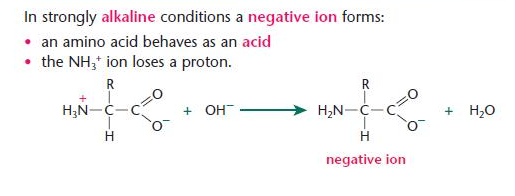 In strongly alkaline conditions a negative ion forms:
• an amino acid behaves as an acid
• the NH₃⁺ ion loses a proton.
R R
+ O O
H₃N–C–C + OH⁻ → H₂N–C–C + H₂O
O⁻ O⁻
H H
negative ion